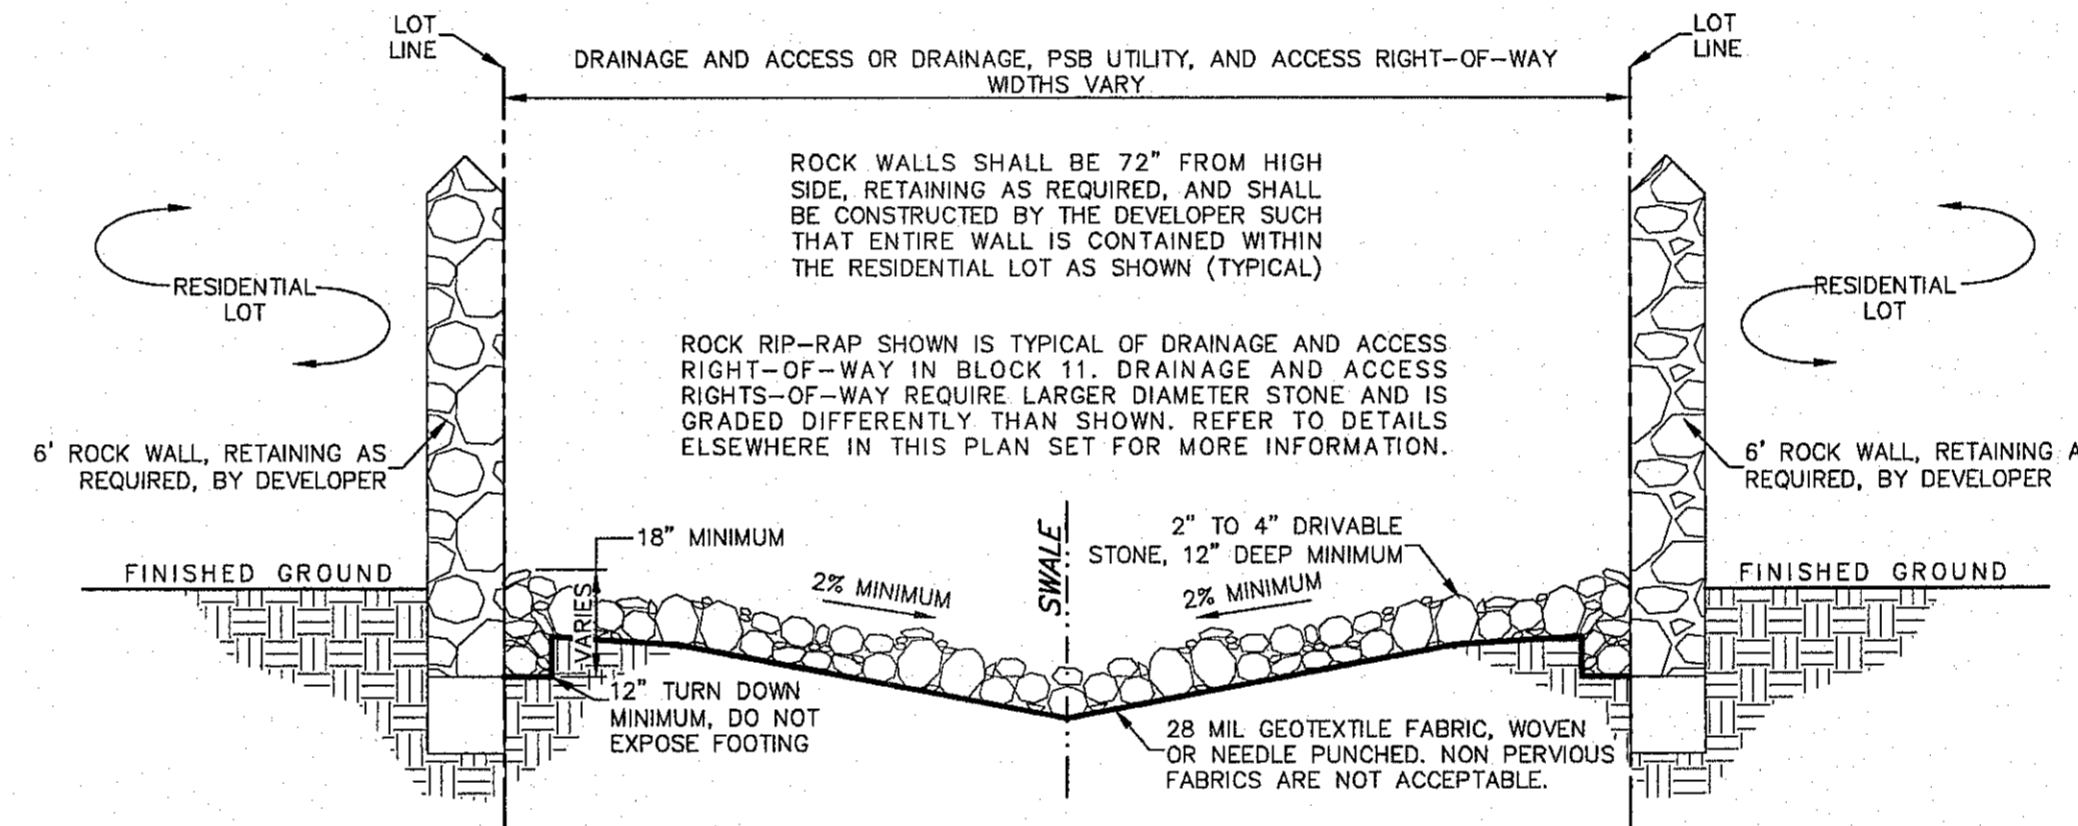 LOT
LINE
DRAINAGE AND ACCESS OR DRAINAGE, PSB UTILITY, AND ACCESS RIGHT-OF-WAY
WIDTHS VARY
LOT
LINE
ROCK WALLS SHALL BE 72" FROM HIGH
SIDE, RETAINING AS REQUIRED, AND SHALL
BE CONSTRUCTED BY THE DEVELOPER SUCH
THAT ENTIRE WALL IS CONTAINED WITHIN
THE RESIDENTIAL LOT AS SHOWN (TYPICAL)
RESIDENTIAL
LOT
RESIDENTIAL
LOT
ROCK RIP-RAP SHOWN IS TYPICAL OF DRAINAGE AND ACCESS
RIGHT-OF-WAY IN BLOCK 11. DRAINAGE AND ACCESS
RIGHTS-OF-WAY REQUIRE LARGER DIAMETER STONE AND IS
GRADED DIFFERENTLY THAN SHOWN. REFER TO DETAILS
ELSEWHERE IN THIS PLAN SET FOR MORE INFORMATION.
6' ROCK WALL, RETAINING AS
REQUIRED, BY DEVELOPER
6' ROCK WALL, RETAINING A
REQUIRED, BY DEVELOPER
18" MINIMUM
SWALE
2" TO 4" DRIVABLE
STONE, 12" DEEP MINIMUM
FINISHED GROUND
VARIES
2% MINIMUM
2% MINIMUM
FINISHED GROUND
12" TURN DOWN
MINIMUM, DO NOT
EXPOSE FOOTING
28 MIL GEOTEXTILE FABRIC, WOVEN
OR NEEDLE PUNCHED. NON PERVIOUS
FABRICS ARE NOT ACCEPTABLE.